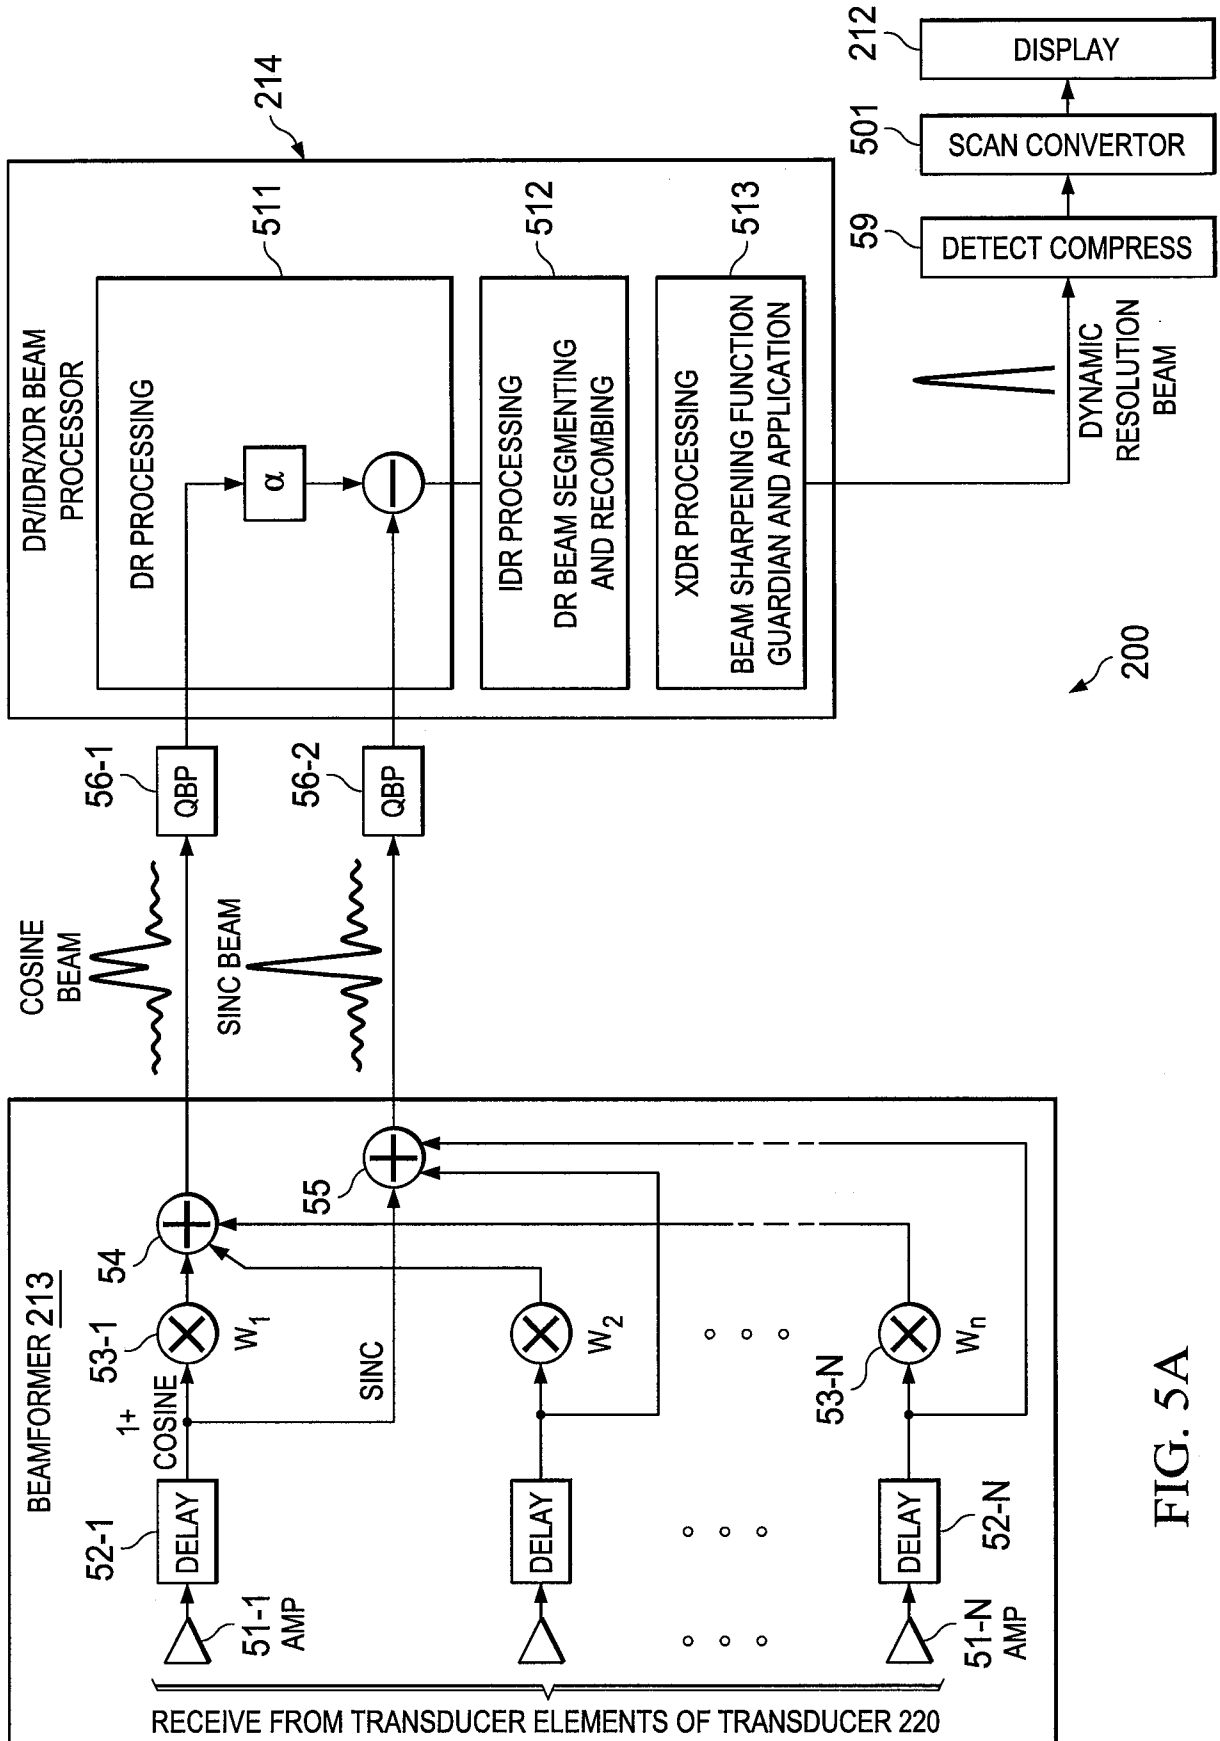 BEAMFORMER 213
RECEIVE FROM TRANSDUCER ELEMENTS OF TRANSDUCER 220
51-1
AMP
52-1
DELAY
1+
COSINE
53-1
W1
54
SINC
55
DELAY
W2
51-N
AMP
52-N
DELAY
53-N
Wn
COSINE
BEAM
SINC BEAM
56-1
QBP
56-2
QBP
DR/IDR/XDR BEAM
PROCESSOR
214
DR PROCESSING
α
511
IDR PROCESSING
DR BEAM SEGMENTING
AND RECOMBING
512
XDR PROCESSING
BEAM SHARPENING FUNCTION
GUARDIAN AND APPLICATION
513
DYNAMIC
RESOLUTION
BEAM
59
DETECT COMPRESS
501
SCAN CONVERTOR
212
DISPLAY
200
FIG. 5A